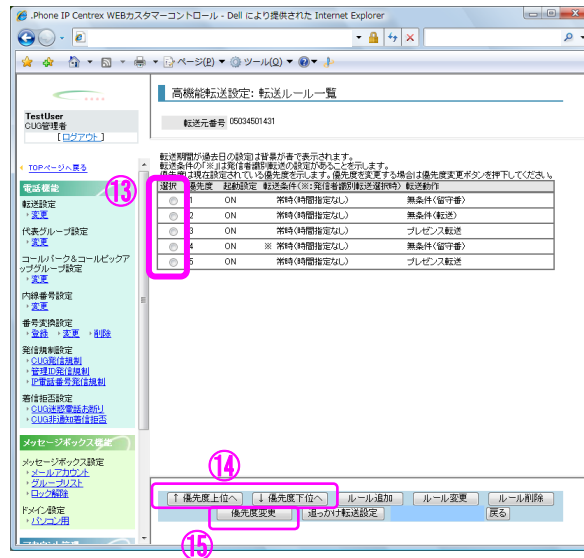 .Phone IP Centrex WEBカスタマーコントロール - Dell により提供された Internet Explorer
ページ(P) ツール(O)
TestUser
CUG管理者
[ログアウト]
TOPページへ戻る
電話機能
転送設定
・変更
代表グループ設定
・変更
コールパーク&コールピックア
ップグループ設定
・変更
内線番号設定
・変更
番号変換設定
・登録 ・変更 ・削除
発信規制設定
・CUG発信規制
・管理ID発信規制
・IP電話番号発信規制
着信拒否設定
・CUG迷惑電話お断り
・CUG非通知着信拒否
メッセージボックス機能
メッセージボックス設定
・メールアカウント
・グループリスト
・ロック解除
ドメイン設定
・パソコン用
高機能転送設定: 転送ルール一覧
転送元番号 05034501431
転送期間が過去日の設定は背景が青で表示されます。
転送条件の「※」は発信者識別転送の設定があることを示します。
優先度は現在設定されている優先度を示します。優先度を変更する場合は優先度変更ボタンを押下してください。
⑬
選択 優先度 起動設定 転送条件(※:発信者識別転送選択時) 転送動作
1 ON 常時(時間指定なし) 無条件(留守番)
2 ON 常時(時間指定なし) 無条件(転送)
3 ON 常時(時間指定なし) プレゼンス転送
4 ON ※ 常時(時間指定なし) 無条件(留守番)
5 ON 常時(時間指定なし) プレゼンス転送
⑭
↑優先度上位へ ↓優先度下位へ ルール追加 ルール変更 ルール削除
優先度変更 追っかけ転送設定 戻る
⑮